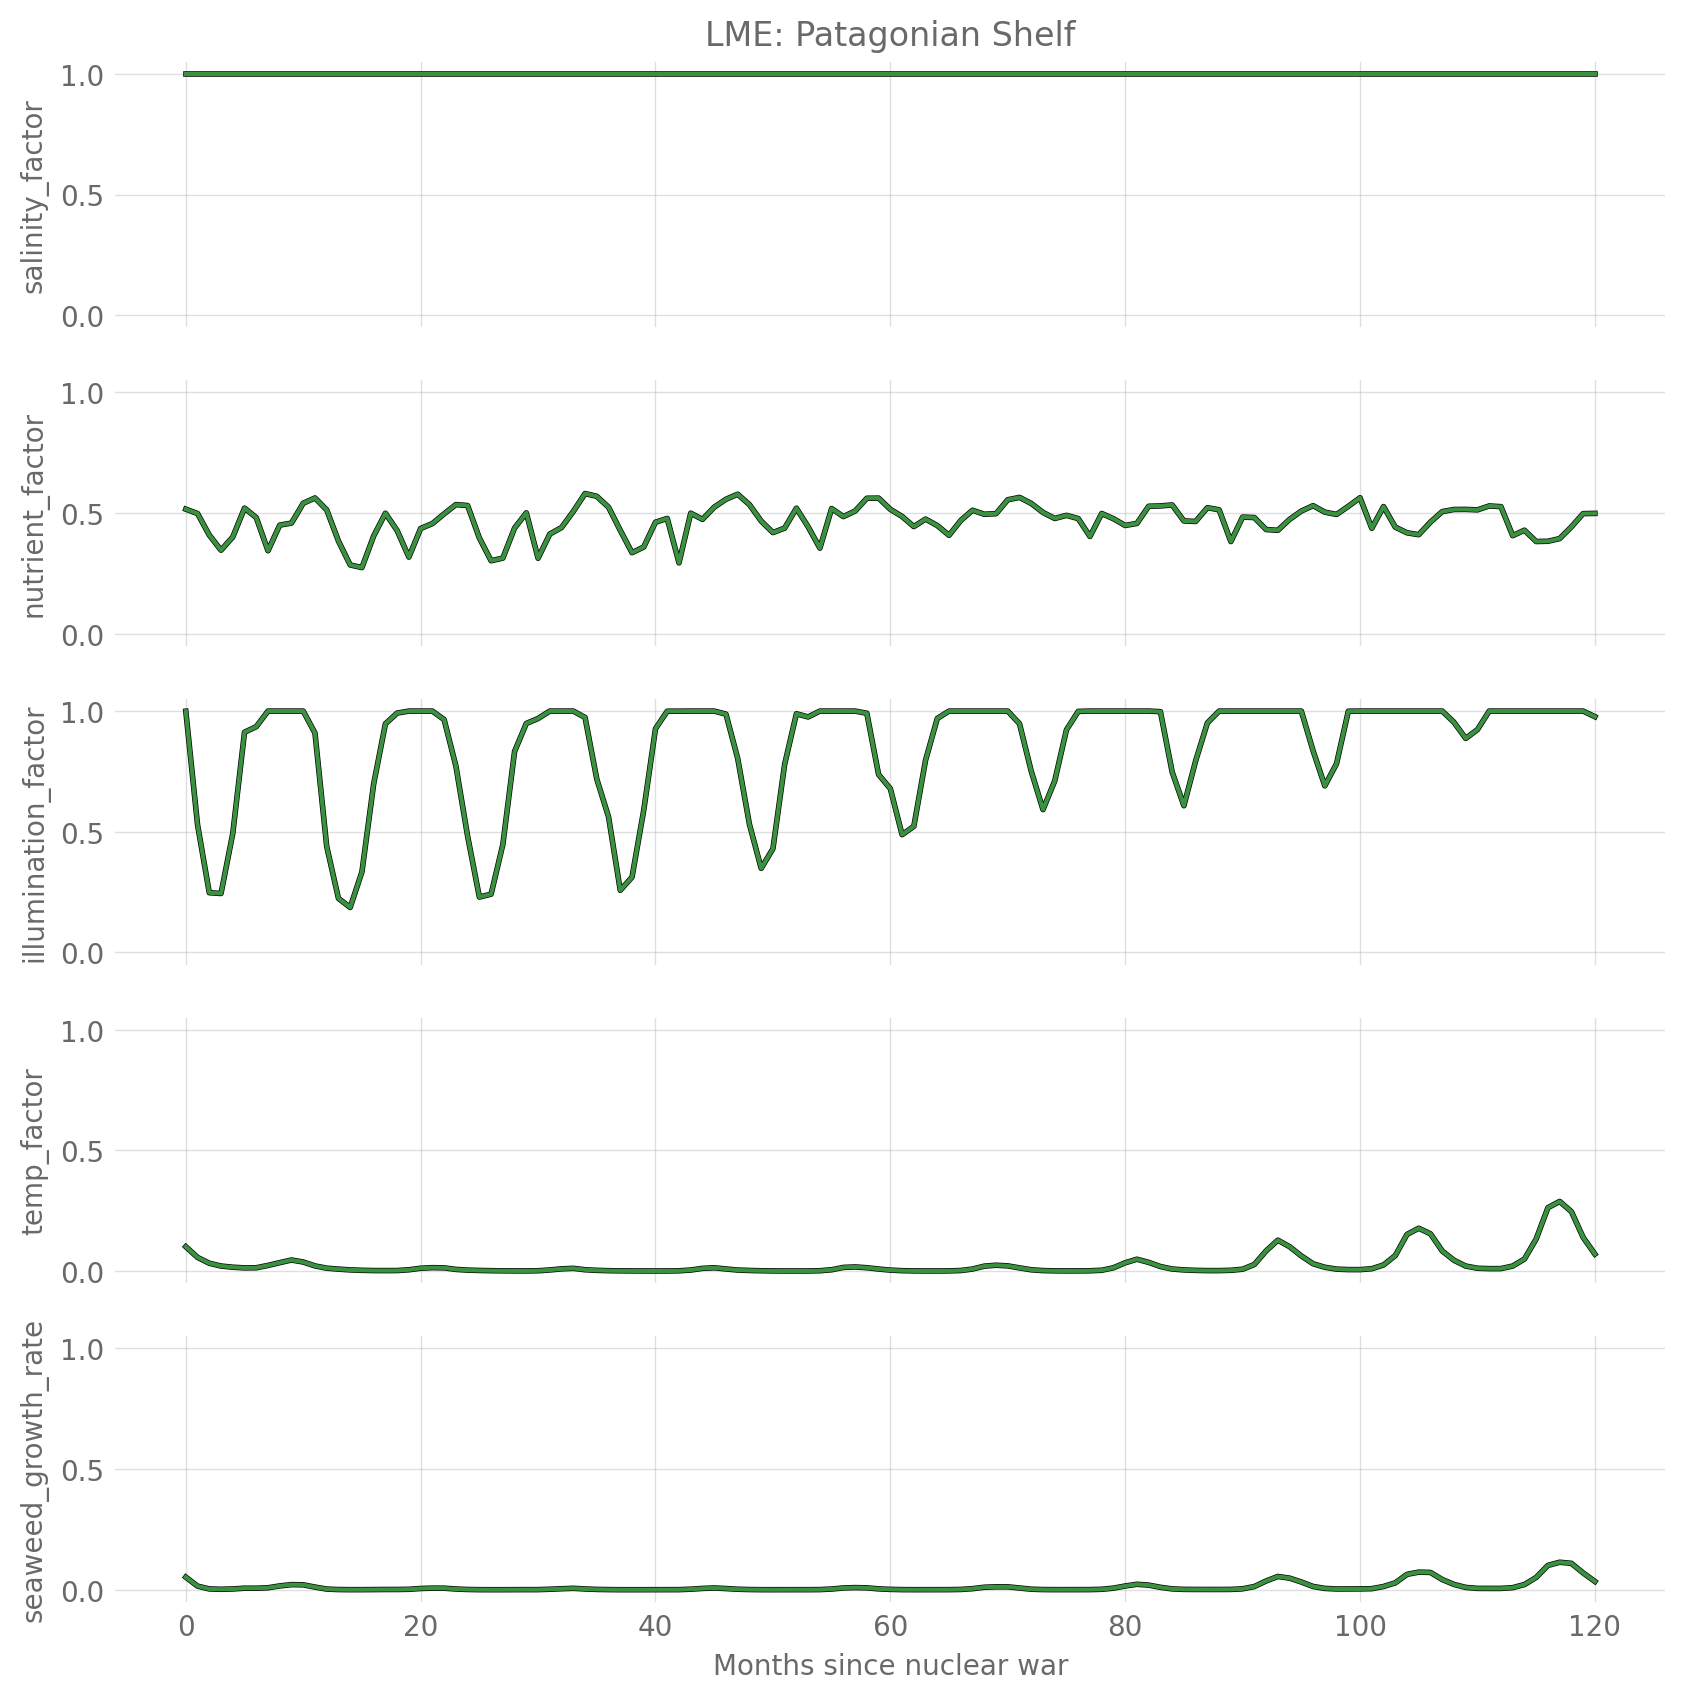 LME: Patagonian Shelf
1.0
0.5
0.0
salinity_factor
1.0
0.5
0.0
nutrient_factor
1.0
0.5
0.0
illumination_factor
1.0
0.5
0.0
temp_factor
1.0
0.5
0.0
seaweed_growth_rate
0 20 40 60 80 100 120
Months since nuclear war